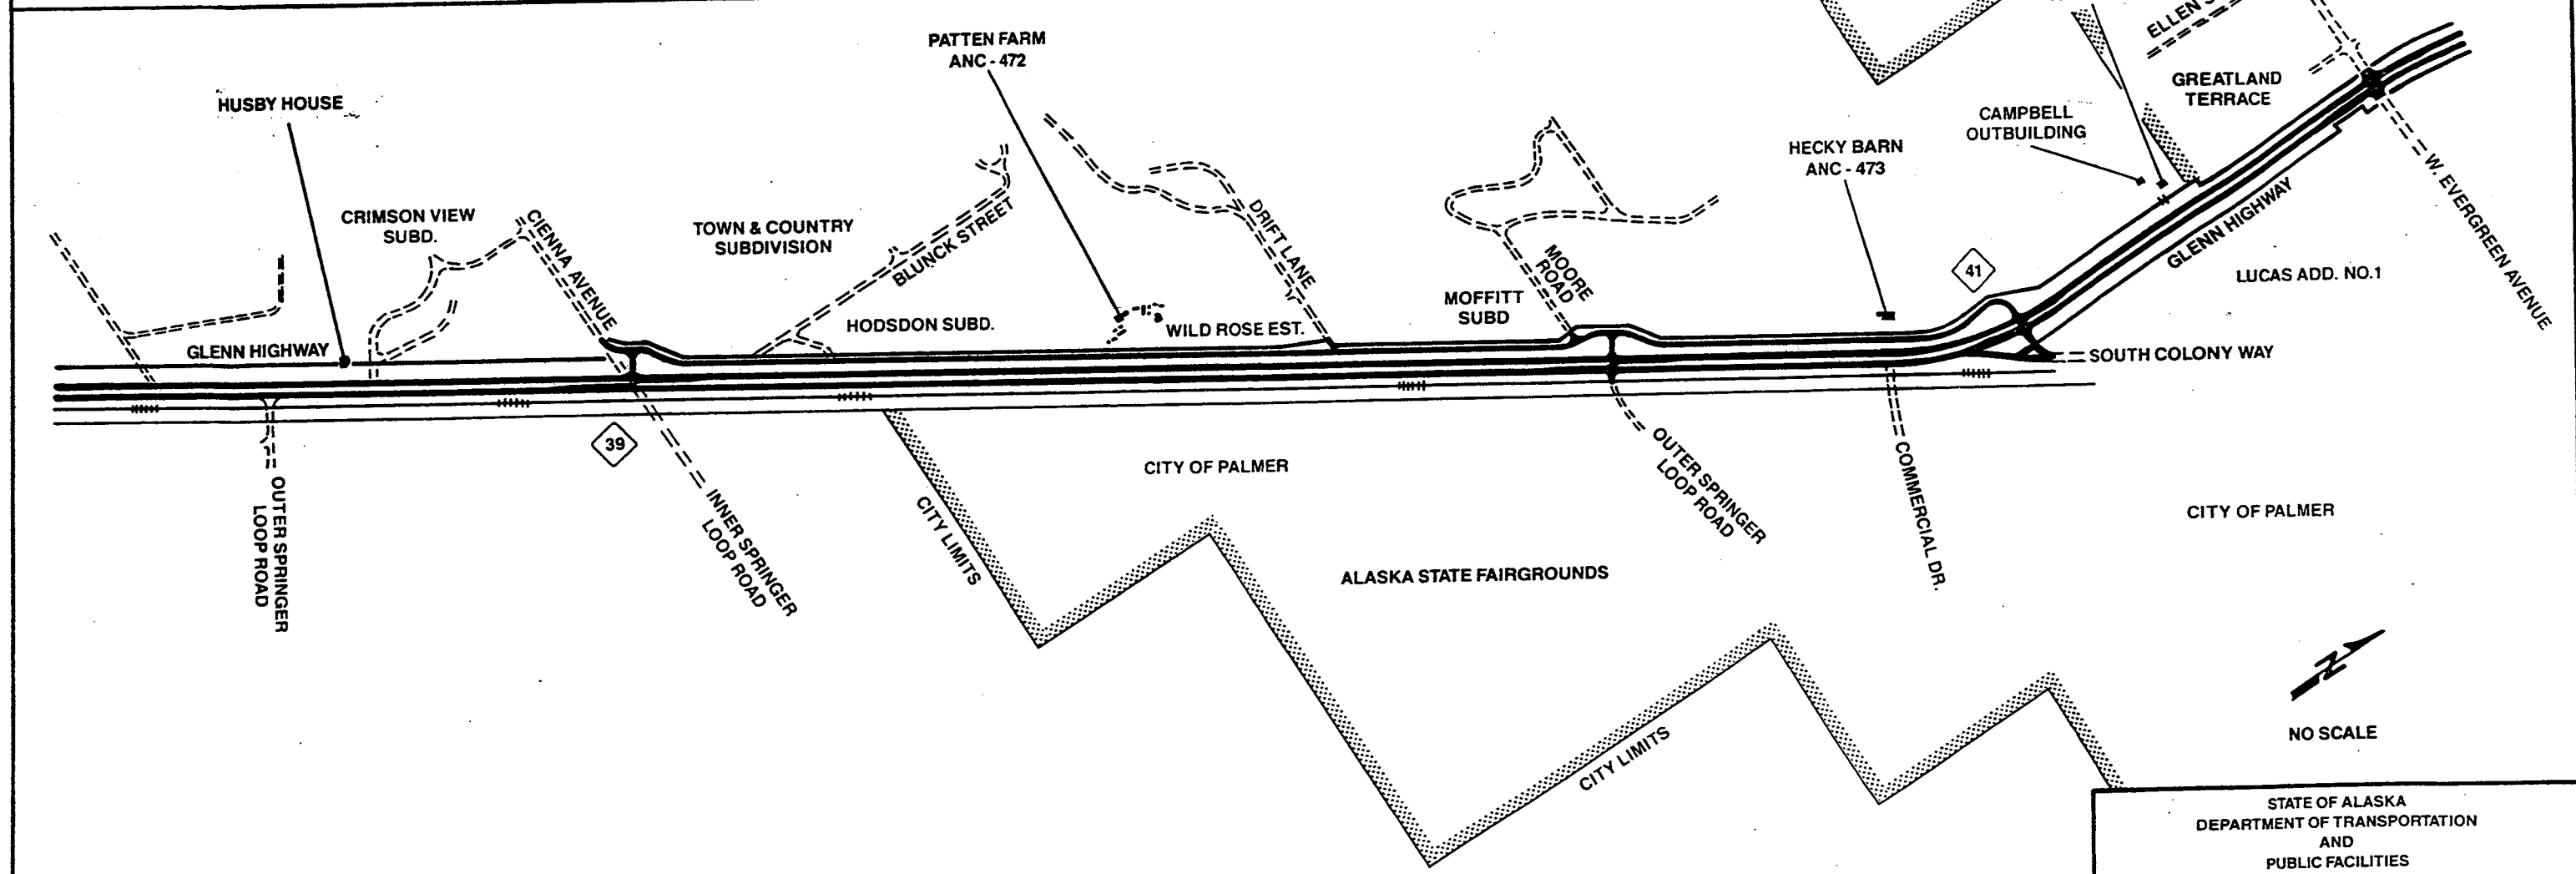 PATTEN FARM
ANC - 472
HUSBY HOUSE
ELLEN
GREATLAND
TERRACE
CAMPBELL
OUTBUILDING
HECKY BARN
ANC - 473
CRIMSON VIEW
SUBD.
CIENNA AVENUE
TOWN & COUNTRY
SUBDIVISION
BLUNCK STREET
DRIFT LANE
MOORE
ROAD
W. EVERGREEN AVENUE
GLENN HIGHWAY
LUCAS ADD. NO.1
41
MOFFITT
SUBD
HODSDON SUBD.
WILD ROSE EST.
GLENN HIGHWAY
SOUTH COLONY WAY
39
OUTER SPRINGER
LOOP ROAD
INNER SPRINGER
LOOP ROAD
CITY LIMITS
CITY OF PALMER
OUTER SPRINGER
LOOP ROAD
COMMERCIAL DR.
CITY OF PALMER
ALASKA STATE FAIRGROUNDS
CITY LIMITS
N
NO SCALE
STATE OF ALASKA
DEPARTMENT OF TRANSPORTATION
AND
PUBLIC FACILITIES